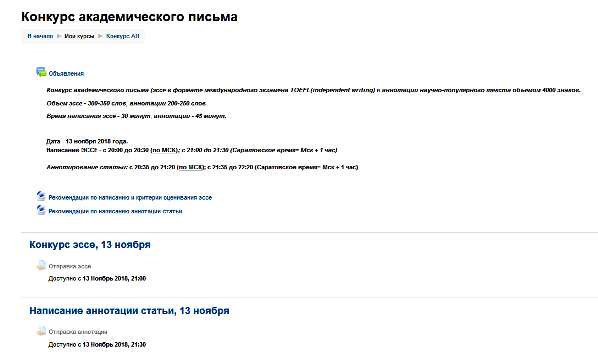 Конкурс академического письма
В начало ► Мои курсы ► Конкурс АП
Объявления
Конкурс академического письма (эссе в формате международного экзамена TOEFL(independent writing) и аннотации научно-популярного текста объемом 4000 знаков.
Объем эссе - 300-350 слов, аннотации 200-250 слов.
Время написания эссе - 30 минут, аннотации - 45 минут.
Дата 13 ноября 2018 года.
Написание ЭССЕ - с 20:00 до 20:30 (по МСК); с 21:00 до 21:30 (Саратовское время= Мск + 1 час)
Аннотирование статьи: с 20:35 до 21:20 (по МСК); с 21:35 до 22:20 (Саратовское время= Мск + 1 час)
Рекомендации по написанию и критерии оценивания эссе
Рекомендации по написанию аннотации статьи
Конкурс эссе, 13 ноября
Отправка эссе
Доступно с 13 Ноябрь 2018, 21:00
Написание аннотации статьи, 13 ноября
Отправка аннотации
Доступно с 13 Ноябрь 2018, 21:30